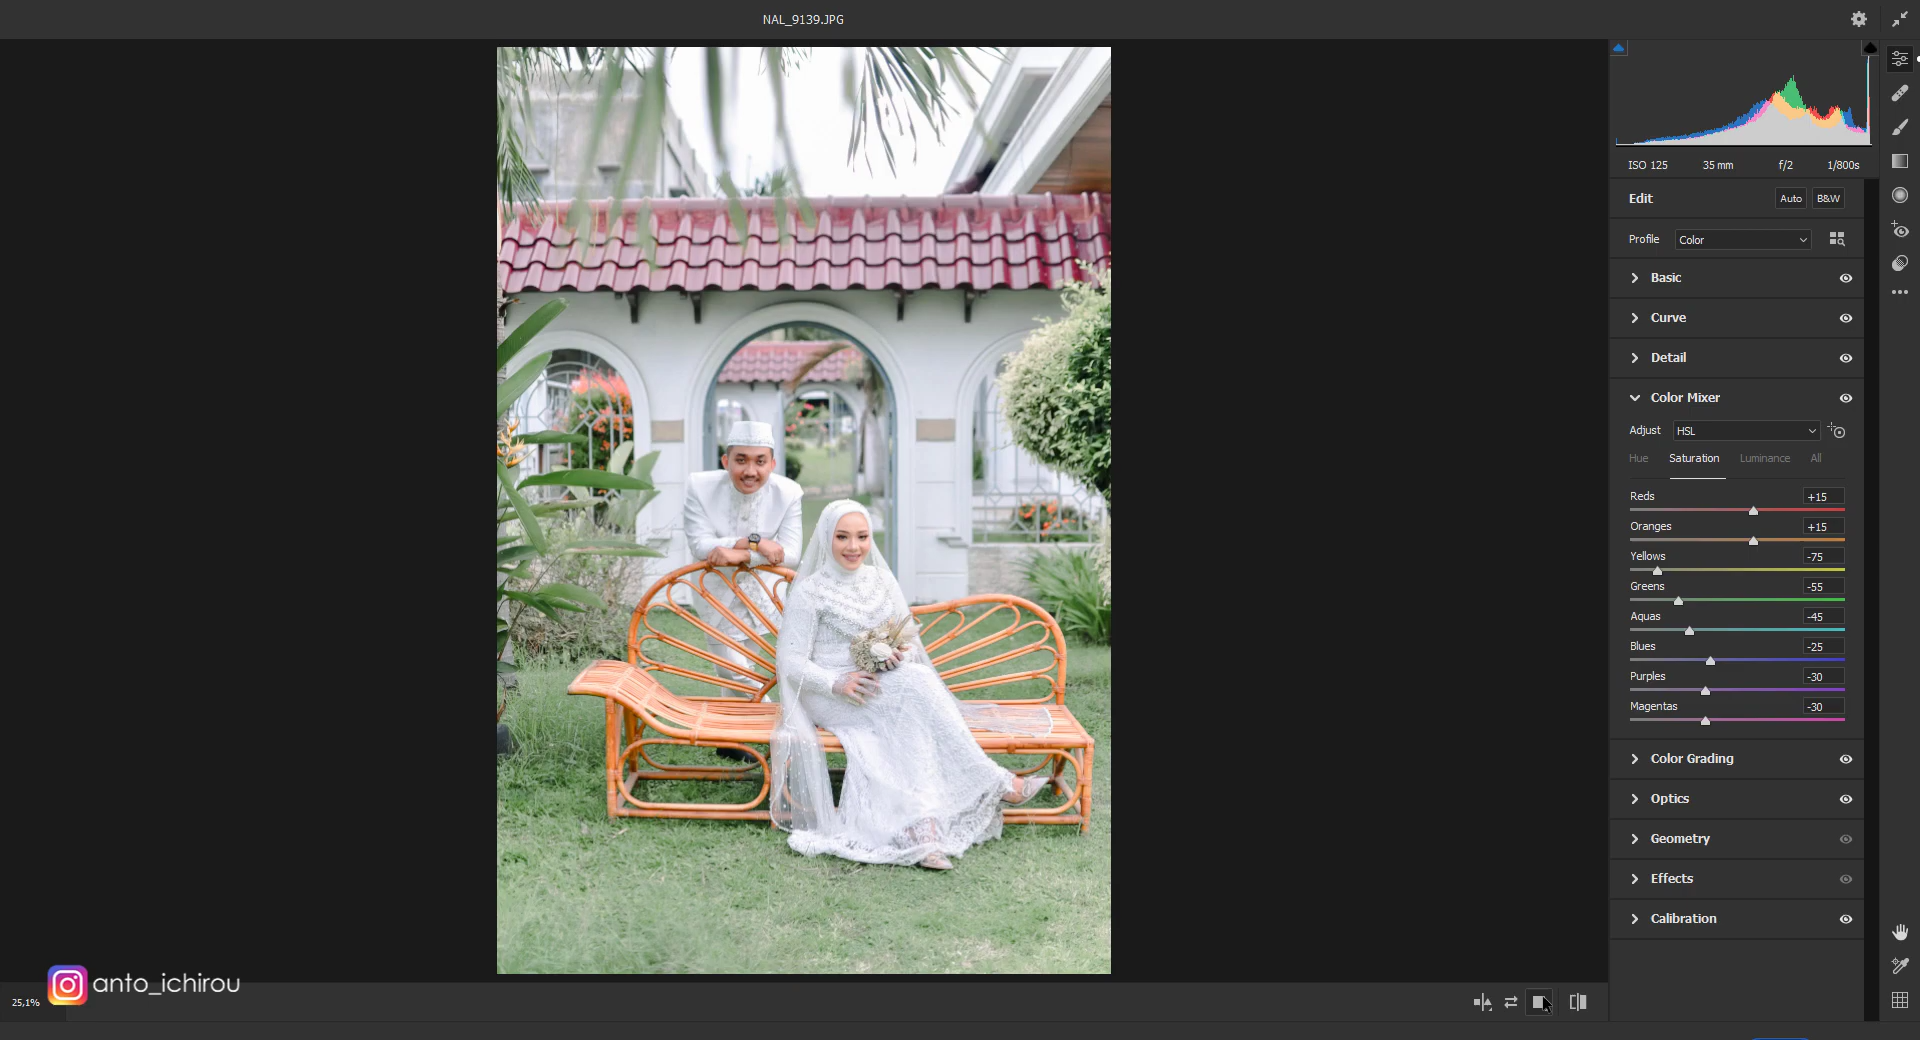 NAL_9139.JPG
ISO 125 35 mm f/2 1/800s
Edit Auto B&W
Profile Color
Basic
Curve
Detail
Color Mixer
Adjust HSL
Hue Saturation Luminance All
Reds +15
Oranges +15
Yellows -75
Greens -55
Aquas -45
Blues -25
Purples -30
Magentas -30
Color Grading
Optics
Geometry
Effects
Calibration
anto_ichirou
25,1%